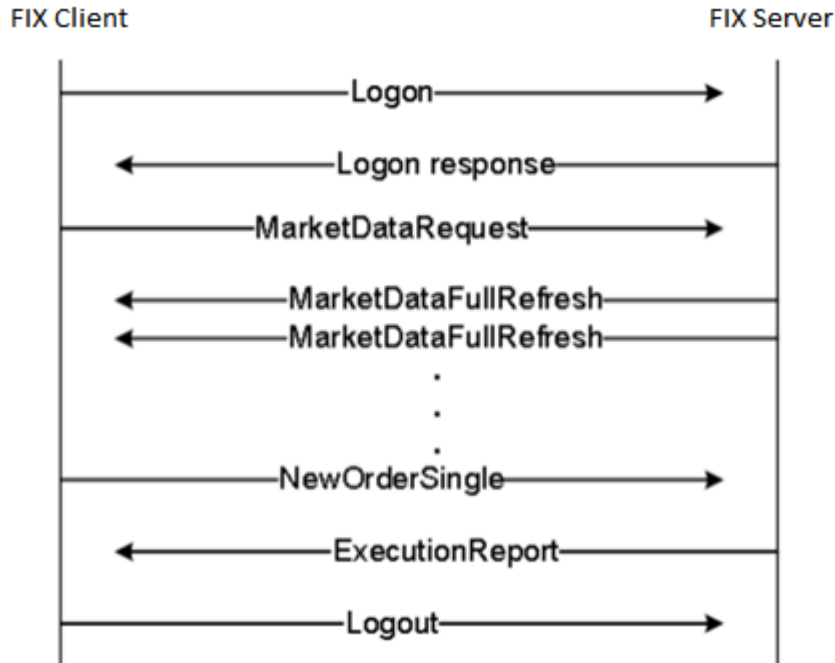 FIX Client FIX Server
Logon
Logon response
MarketDataRequest
MarketDataFullRefresh
MarketDataFullRefresh
.
.
.
NewOrderSingle
ExecutionReport
Logout